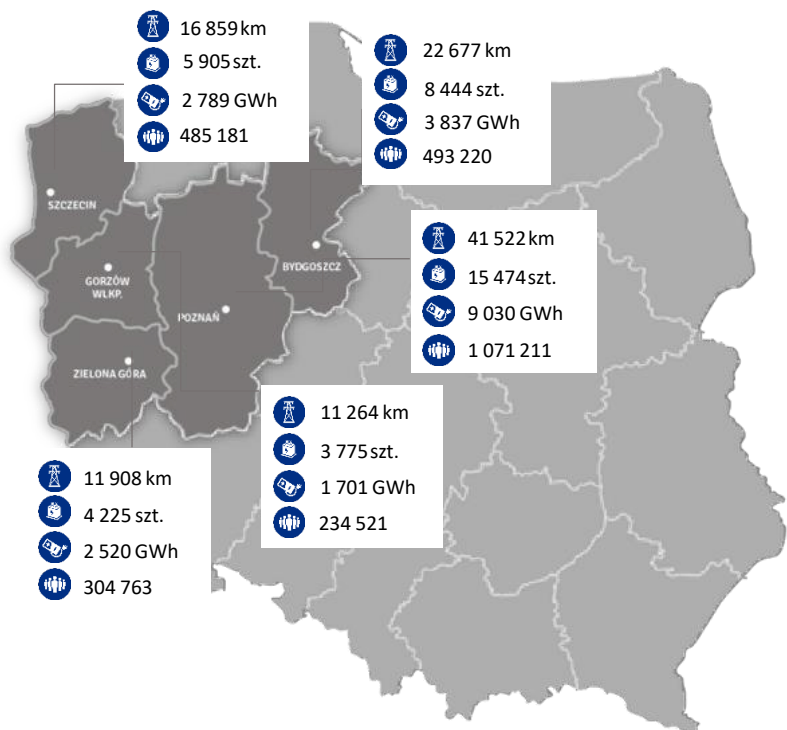 16 859 km
5 905 szt.
2 789 GWh
485 181
22 677 km
8 444 szt.
3 837 GWh
493 220
SZCZECIN
GORZÓW
WLKP.
POZNAŃ
BYDGOSZCZ
ZIELONA GÓRA
41 522 km
15 474 szt.
9 030 GWh
1 071 211
11 264 km
3 775 szt.
1 701 GWh
234 521
11 908 km
4 225 szt.
2 520 GWh
304 763